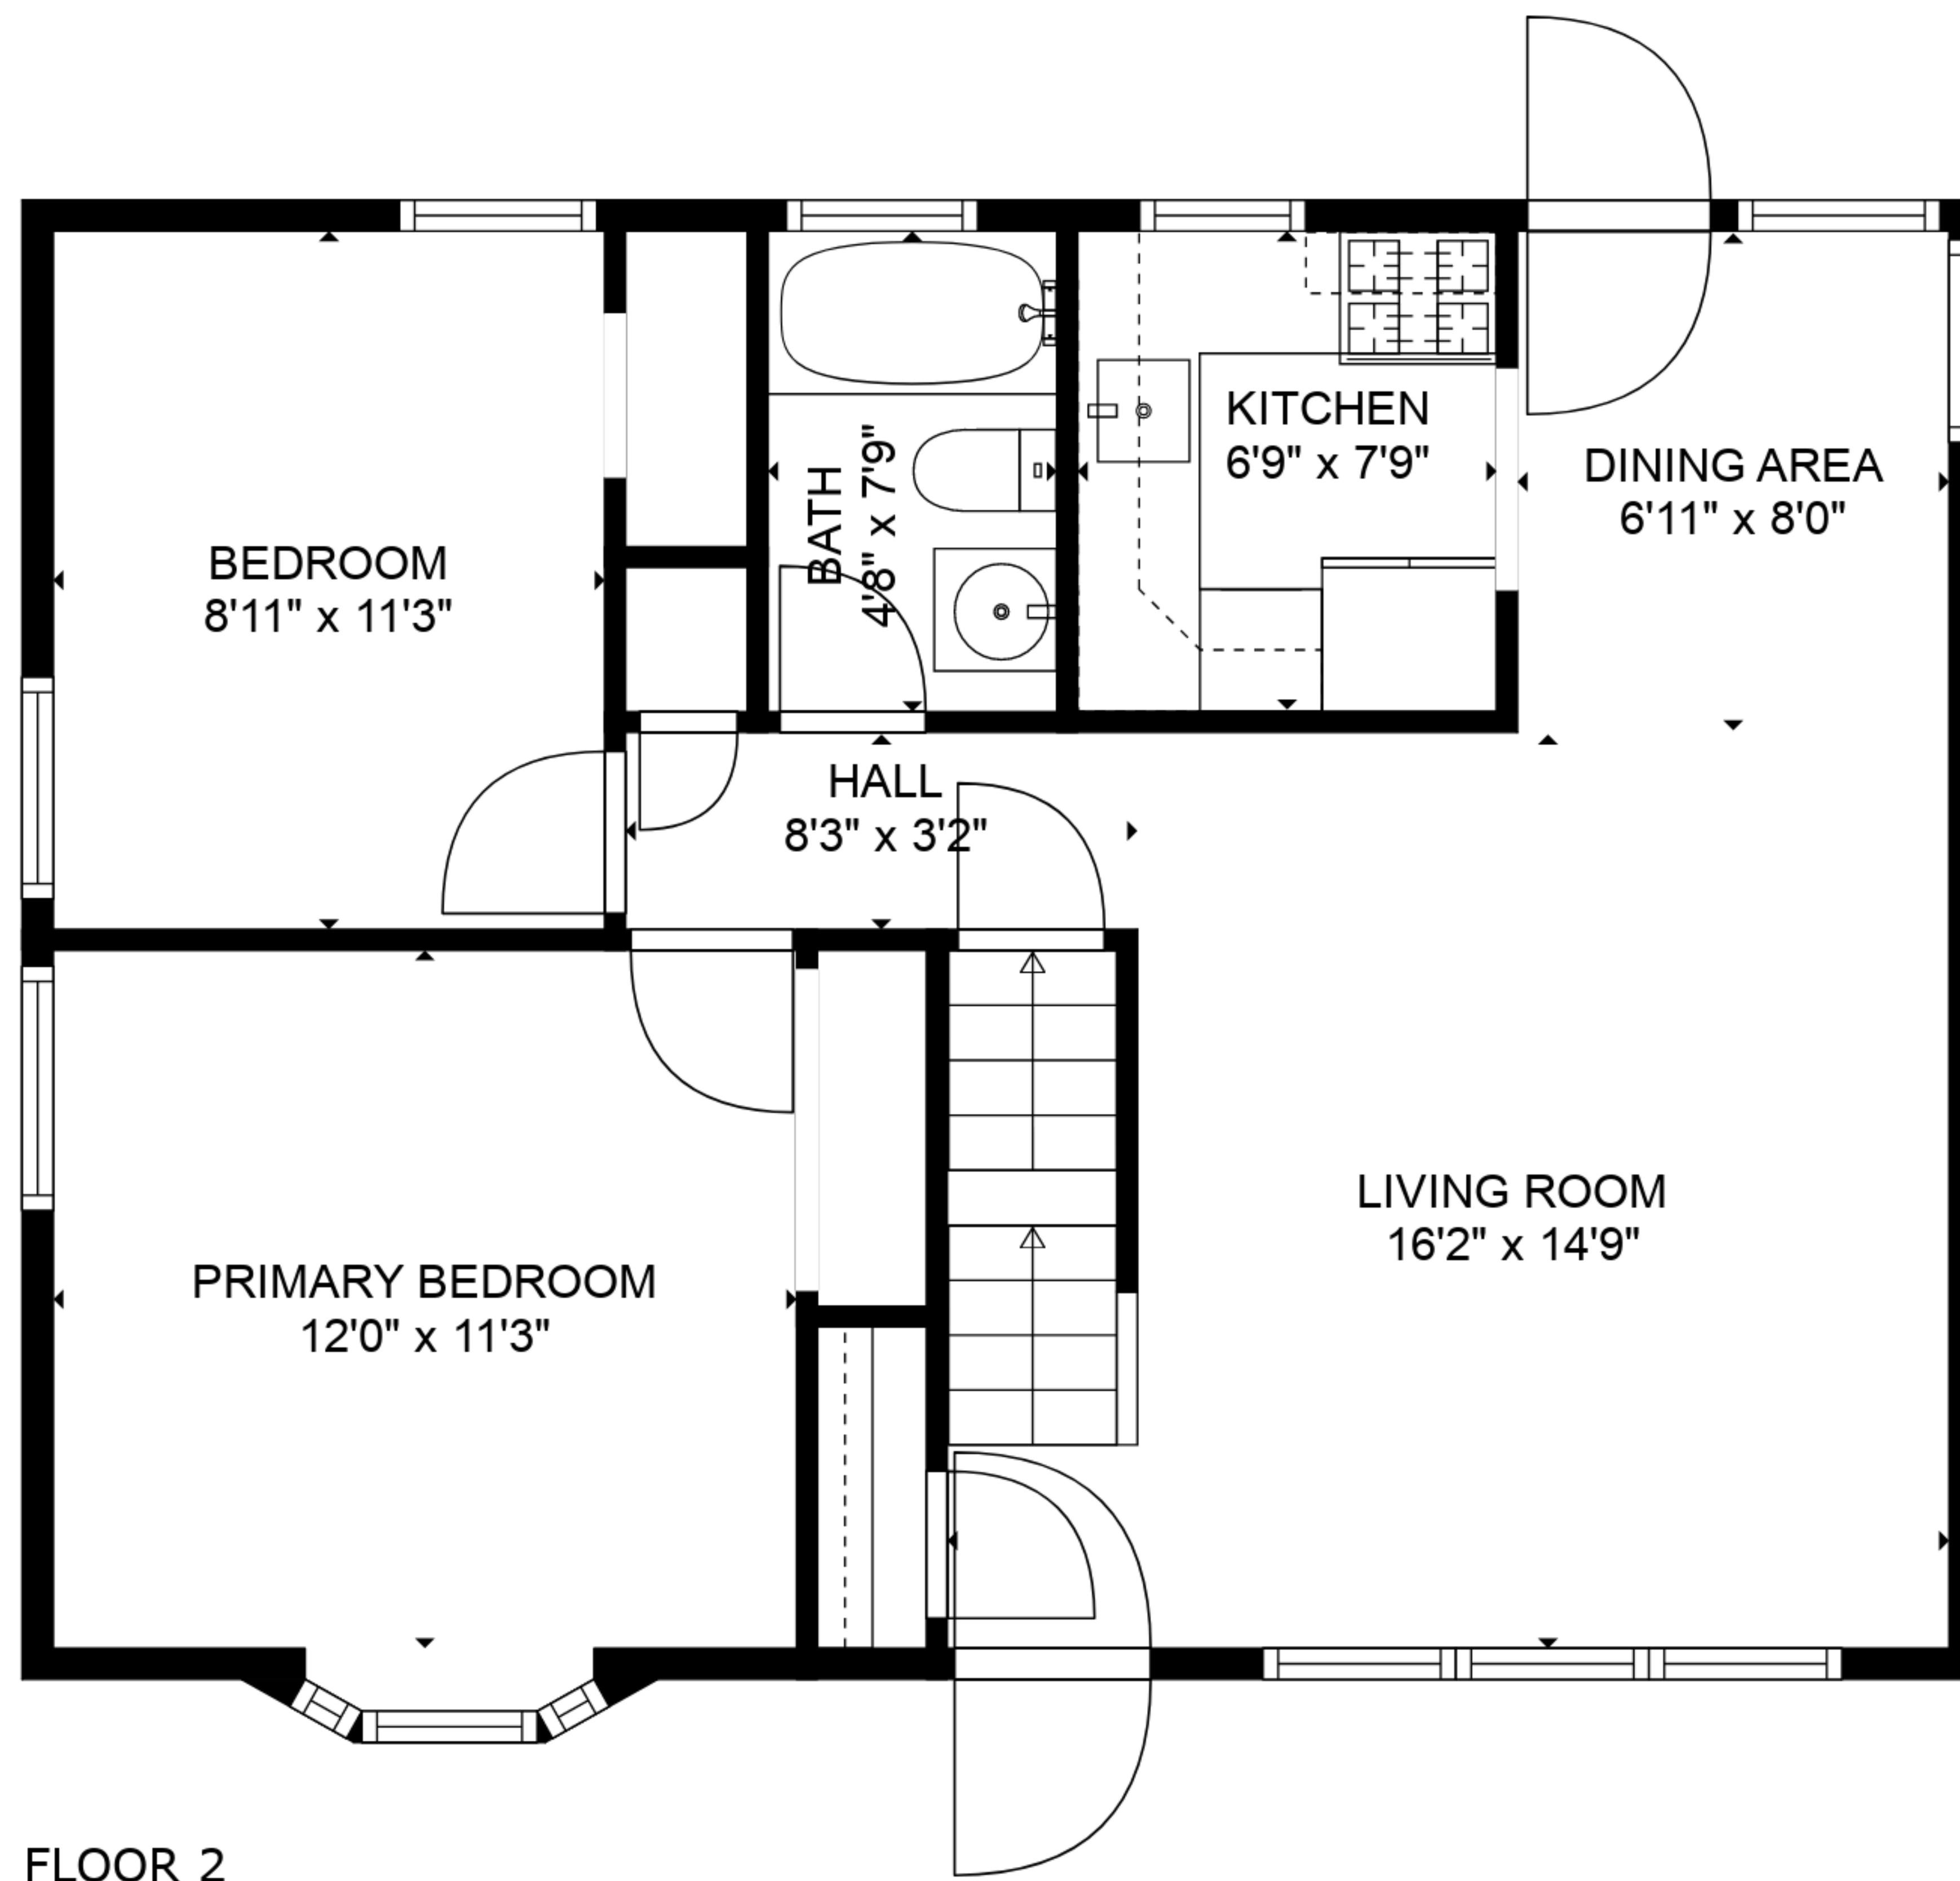 KITCHEN
6'9" x 7'9"
DINING AREA
6'11" x 8'0"
BATH
4'8" x 7'9"
BEDROOM
8'11" x 11'3"
HALL
8'3" x 3'2"
LIVING ROOM
16'2" x 14'9"
PRIMARY BEDROOM
12'0" x 11'3"
FLOOR 2